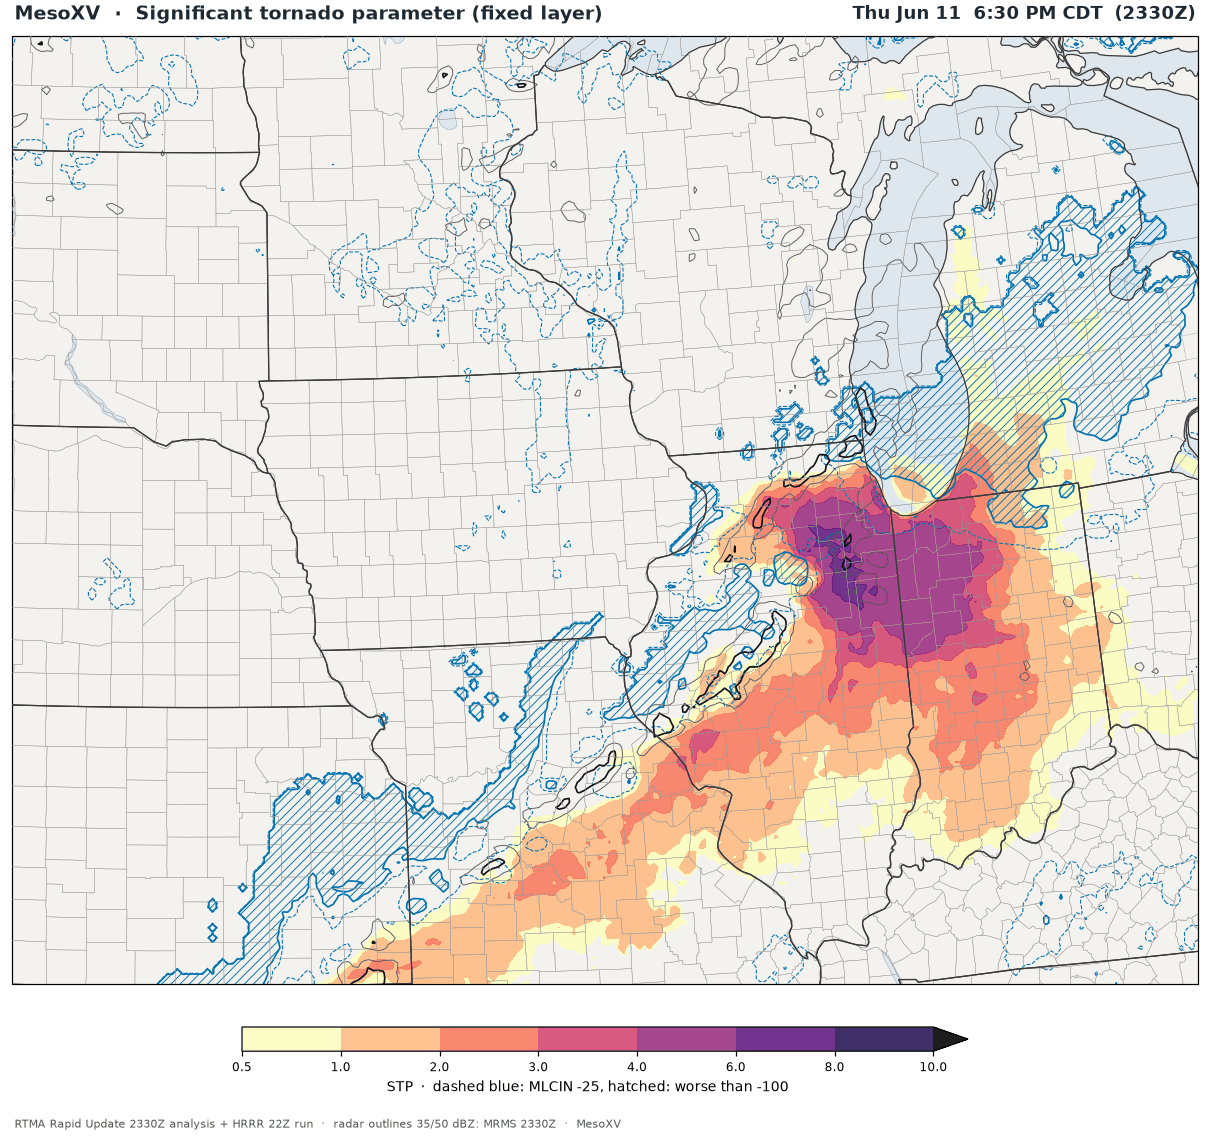 MesoXV · Significant tornado parameter (fixed layer)
Thu Jun 11 6:30 PM CDT (2330Z)
0.5 1.0 2.0 3.0 4.0 6.0 8.0 10.0
STP · dashed blue: MLCIN -25, hatched: worse than -100
RTMA Rapid Update 2330Z analysis + HRRR 22Z run · radar outlines 35/50 dBZ: MRMS 2330Z · MesoXV